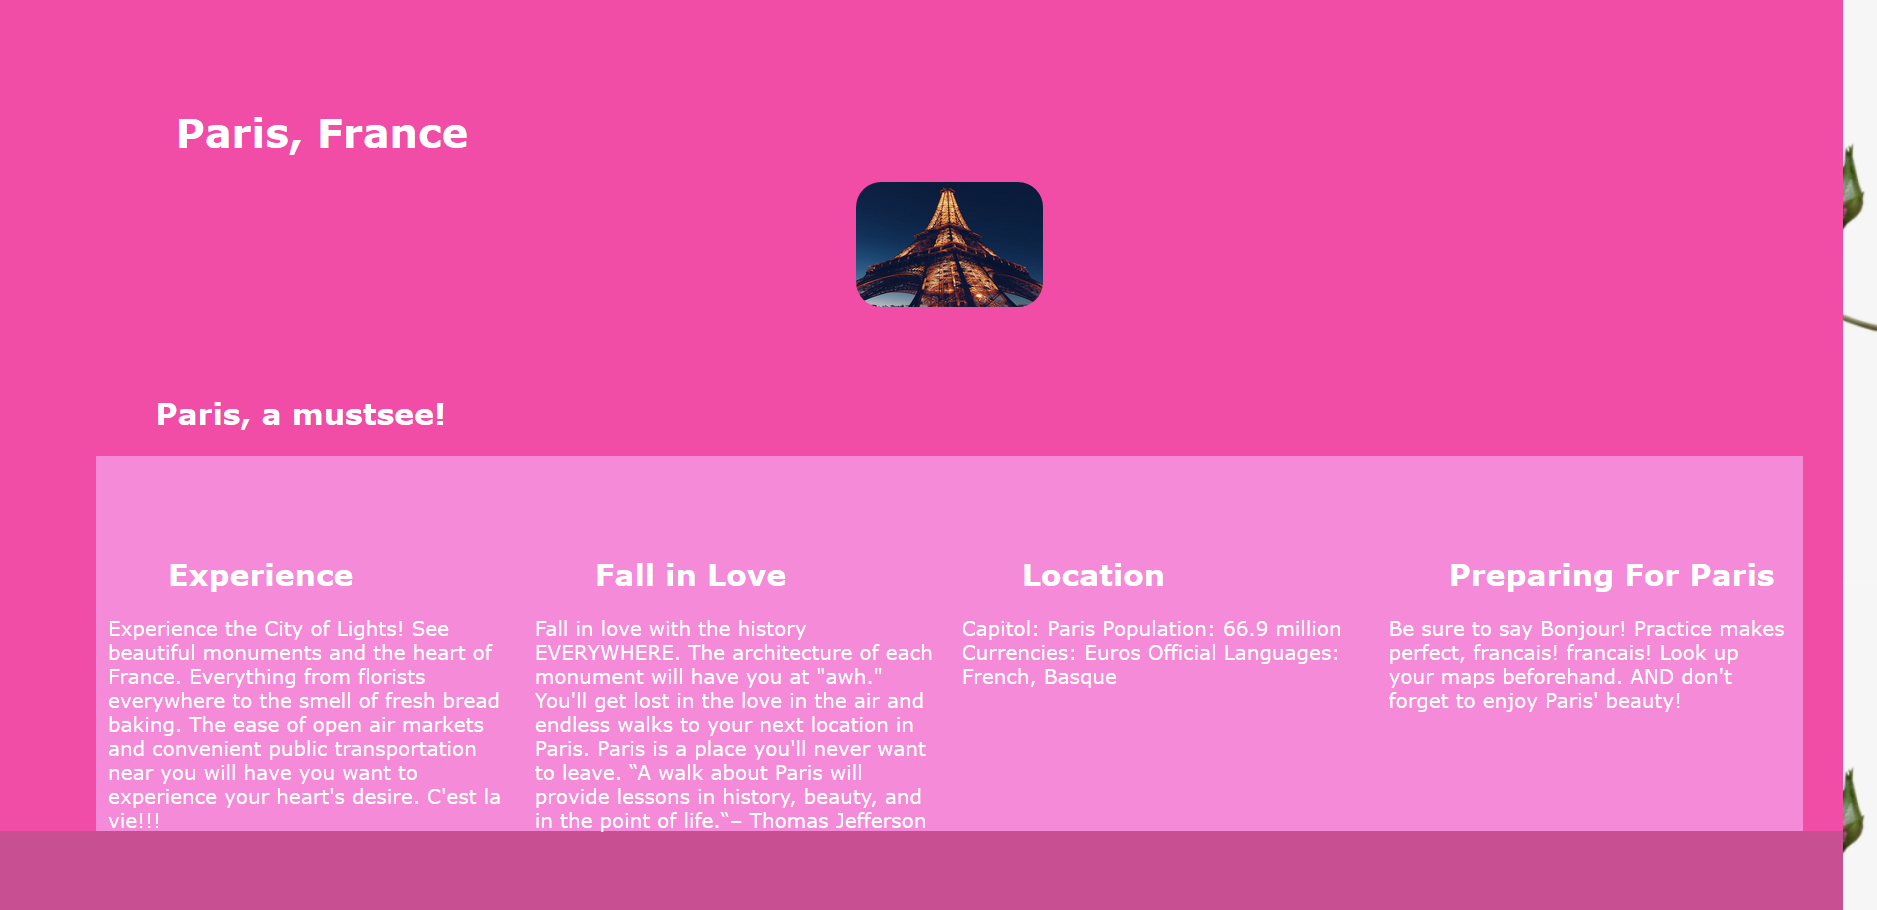 Paris, France
Paris, a mustsee!
Experience
Experience the City of Lights! See
beautiful monuments and the heart of
France. Everything from florists
everywhere to the smell of fresh bread
baking. The ease of open air markets
and convenient public transportation
near you will have you want to
experience your heart's desire. C'est la
vie!!!
Fall in Love
Fall in love with the history
EVERYWHERE. The architecture of each
monument will have you at "awh."
You'll get lost in the love in the air and
endless walks to your next location in
Paris. Paris is a place you'll never want
to leave. “A walk about Paris will
provide lessons in history, beauty, and
in the point of life.“– Thomas Jefferson
Location
Capitol: Paris Population: 66.9 million
Currencies: Euros Official Languages:
French, Basque
Preparing For Paris
Be sure to say Bonjour! Practice makes
perfect, francais! francais! Look up
your maps beforehand. AND don't
forget to enjoy Paris' beauty!